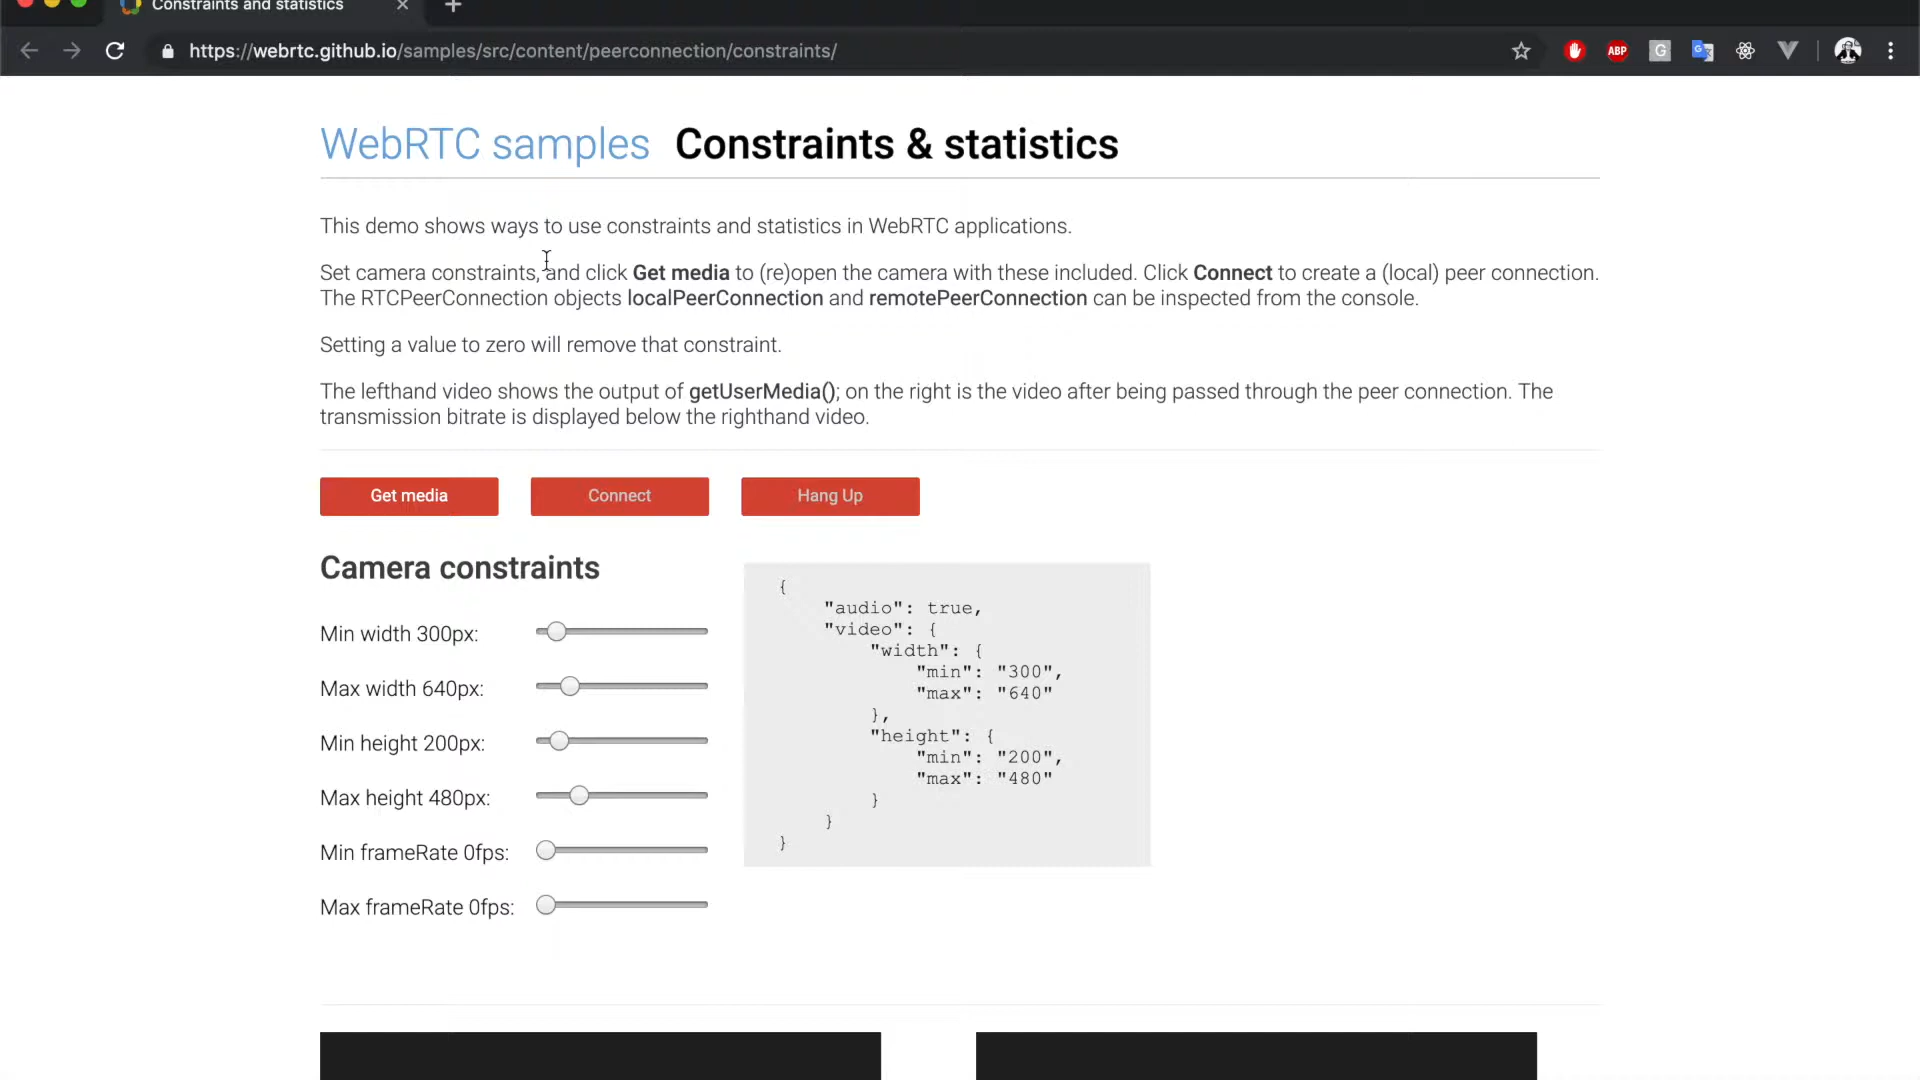 Constraints and statistics
https://webrtc.github.io/samples/src/content/peerconnection/constraints/
ABP
G
WebRTC samples Constraints & statistics
This demo shows ways to use constraints and statistics in WebRTC applications.
Set camera constraints, and click Get media to (re)open the camera with these included. Click Connect to create a (local) peer connection.
The RTCPeerConnection objects localPeerConnection and remotePeerConnection can be inspected from the console.
Setting a value to zero will remove that constraint.
The lefthand video shows the output of getUserMedia(); on the right is the video after being passed through the peer connection. The
transmission bitrate is displayed below the righthand video.
Get media
Connect
Hang Up
Camera constraints
Min width 300px:
Max width 640px:
Min height 200px:
Max height 480px:
Min frameRate 0fps:
Max frameRate 0fps:
{
"audio": true,
"video": {
"width": {
"min": "300",
"max": "640"
},
"height": {
"min": "200",
"max": "480"
}
}
}